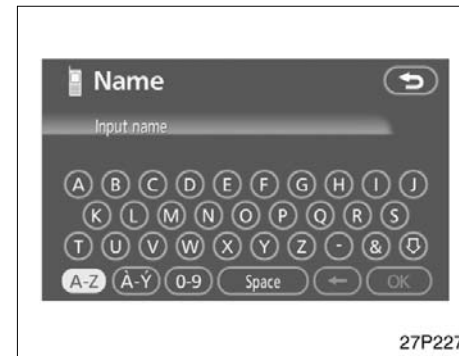 Name
Input name
A B C D E F G H I J
K L M N O P Q R S
T U V W X Y Z - &
A-Z À-Ý 0-9 Space ← OK
27P227